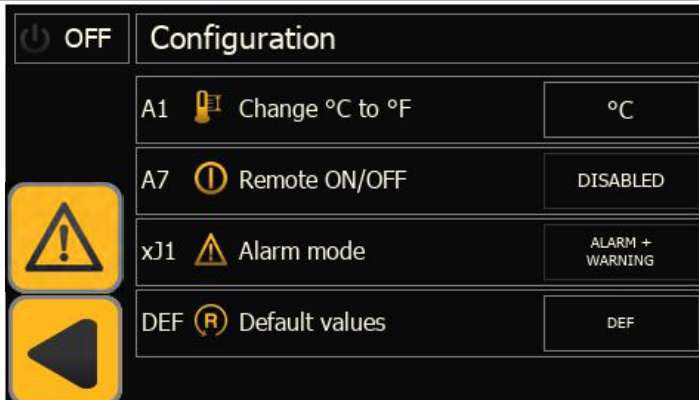 OFF Configuration
A1 Change °C to °F °C
A7 Remote ON/OFF DISABLED
xJ1 Alarm mode ALARM +
WARNING
DEF R Default values DEF